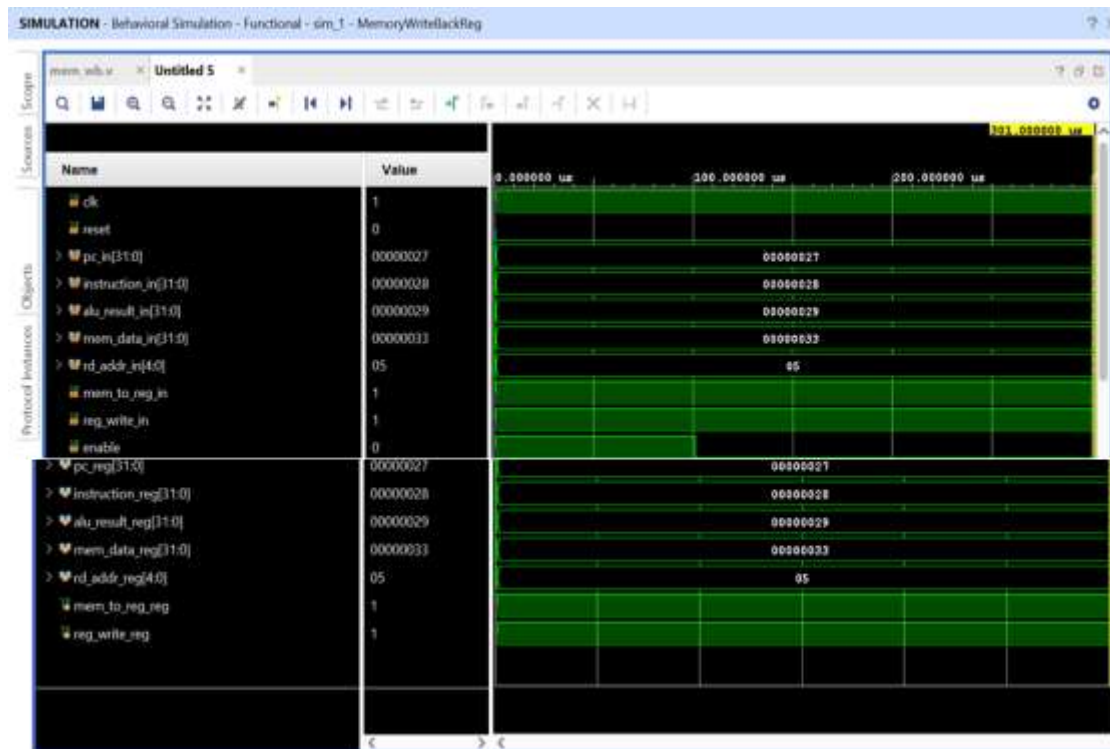 SIMULATION - Behavioral Simulation - Functional - sim_1 - MemoryWriteBackReg ?
mem_wb.v × Untitled 5 ×
Scope
Sources
Objects
Protocol Instances
301.000000 us
Name Value
0.000000 us 100.000000 us 200.000000 us
clk 1
reset 0
pc_in[31:0] 00000027 00000027
instruction_in[31:0] 00000028 00000028
alu_result_in[31:0] 00000029 00000029
mem_data_in[31:0] 00000033 00000033
rd_addr_in[4:0] 05 05
mem_to_reg_in 1
reg_write_in 1
enable 0
pc_reg[31:0] 00000027 00000027
instruction_reg[31:0] 00000028 00000028
alu_result_reg[31:0] 00000029 00000029
mem_data_reg[31:0] 00000033 00000033
rd_addr_reg[4:0] 05 05
mem_to_reg_reg 1
reg_write_reg 1